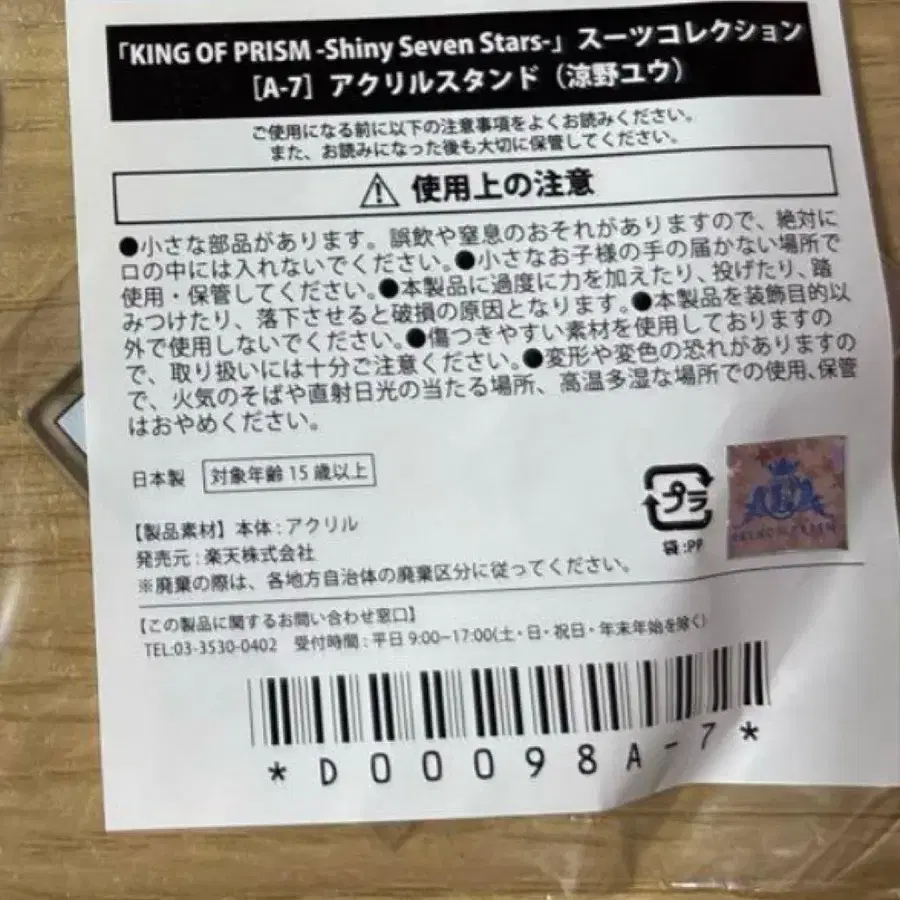 「KING OF PRISM -Shiny Seven Stars-」スーツコレクション
[A-7] アクリルスタンド（涼野ユウ）
ご使用になる前に以下の注意事項をよくお読みください。
また、お読みになった後も大切に保管してください。
⚠ 使用上の注意
●小さな部品があります。誤飲や窒息のおそれがありますので、絶対に
口の中には入れないでください。●小さなお子様の手の届かない場所で
使用・保管してください。●本製品に過度に力を加えたり、投げたり、踏
みつけたり、落下させると破損の原因となります。●本製品を装飾目的以
外で使用しないでください。●傷つきやすい素材を使用しておりますの
で、取り扱いには十分ご注意ください。●変形や変色の恐れがありますの
で、火気のそばや直射日光の当たる場所、高温多湿な場所での使用、保管
はおやめください。
日本製 対象年齢 15 歳以上
プラ
袋:PP
【製品素材】本体：アクリル
発売元：楽天株式会社
※廃棄の際は、各地方自治体の廃棄区分に従ってください。
【この製品に関するお問い合わせ窓口】
TEL:03-3530-0402 受付時間：平日 9:00~17:00(土・日・祝日・年末年始を除く)
*D00098A-7*